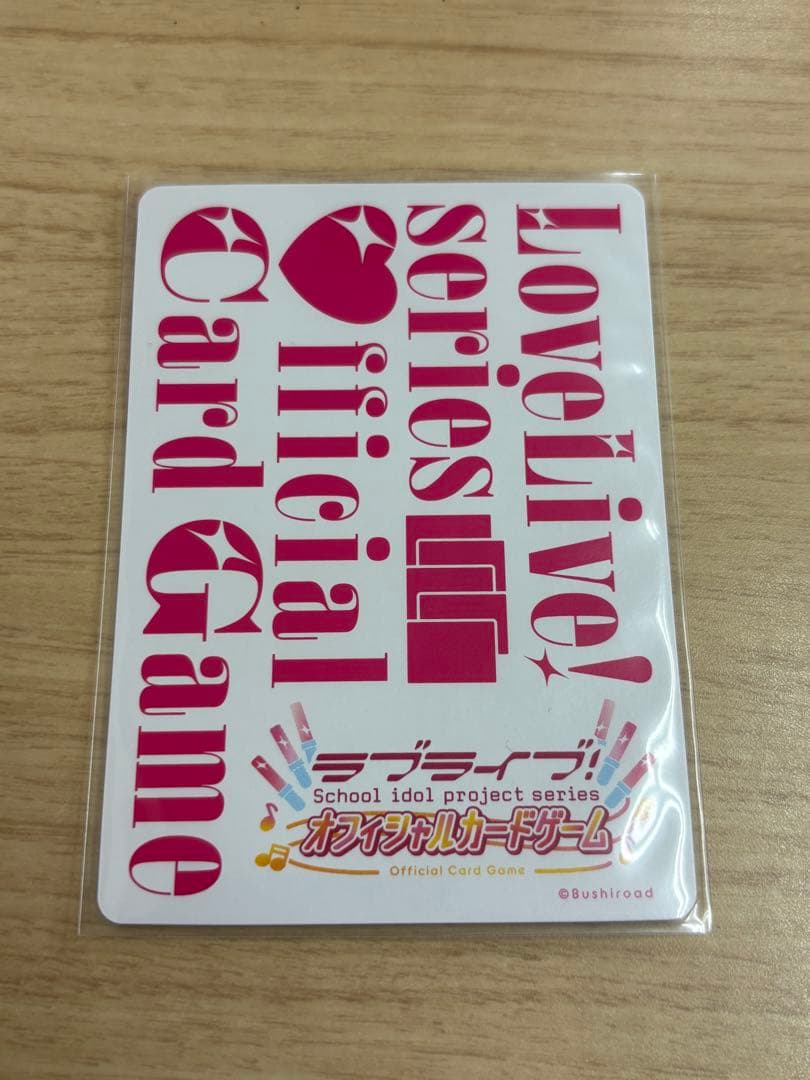 LoveLive!
series
fficial
Card Game
ラブライブ!
School idol project series
オフィシャルカードゲーム
Official Card Game
©Bushiroad